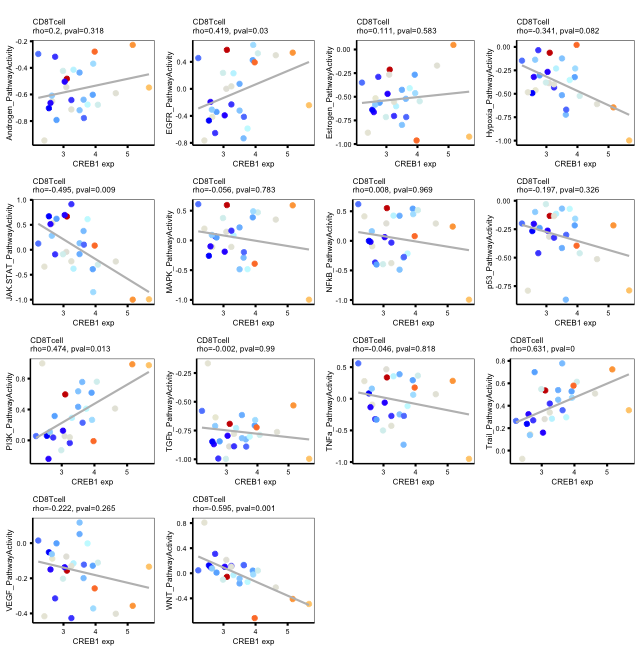 CD8Tcell
rho=0.2, pval=0.318
Androgen_PathwayActivity
-0.2
-0.4
-0.6
-0.8
3
4
5
CREB1 exp
CD8Tcell
rho=0.419, pval=0.03
EGFR_PathwayActivity
0.4
0.0
-0.4
-0.8
3
4
5
CREB1 exp
CD8Tcell
rho=0.111, pval=0.583
Estrogen_PathwayActivity
0.00
-0.25
-0.50
-0.75
-1.00
3
4
5
CREB1 exp
CD8Tcell
rho=-0.341, pval=0.082
Hypoxia_PathwayActivity
0.00
-0.25
-0.50
-0.75
-1.00
3
4
5
CREB1 exp
CD8Tcell
rho=-0.495, pval=0.009
JAK.STAT_PathwayActivity
1.0
0.5
0.0
-0.5
-1.0
3
4
5
CREB1 exp
CD8Tcell
rho=-0.056, pval=0.783
MAPK_PathwayActivity
0.5
0.0
-0.5
-1.0
3
4
5
CREB1 exp
CD8Tcell
rho=0.008, pval=0.969
NFkB_PathwayActivity
0.5
0.0
-0.5
-1.0
3
4
5
CREB1 exp
CD8Tcell
rho=-0.197, pval=0.326
p53_PathwayActivity
0.00
-0.25
-0.50
-0.75
3
4
5
CREB1 exp
CD8Tcell
rho=0.474, pval=0.013
PI3K_PathwayActivity
0.8
0.4
0.0
3
4
5
CREB1 exp
CD8Tcell
rho=-0.002, pval=0.99
TGFb_PathwayActivity
-0.25
-0.50
-0.75
-1.00
3
4
5
CREB1 exp
CD8Tcell
rho=-0.046, pval=0.818
TNFa_PathwayActivity
0.5
0.0
-0.5
-1.0
3
4
5
CREB1 exp
CD8Tcell
rho=0.631, pval=0
Trail_PathwayActivity
0.8
0.6
0.4
0.2
0.0
3
4
5
CREB1 exp
CD8Tcell
rho=-0.222, pval=0.265
VEGF_PathwayActivity
0.0
-0.2
-0.4
3
4
5
CREB1 exp
CD8Tcell
rho=-0.595, pval=0.001
WNT_PathwayActivity
0.8
0.4
0.0
-0.4
-0.8
3
4
5
CREB1 exp